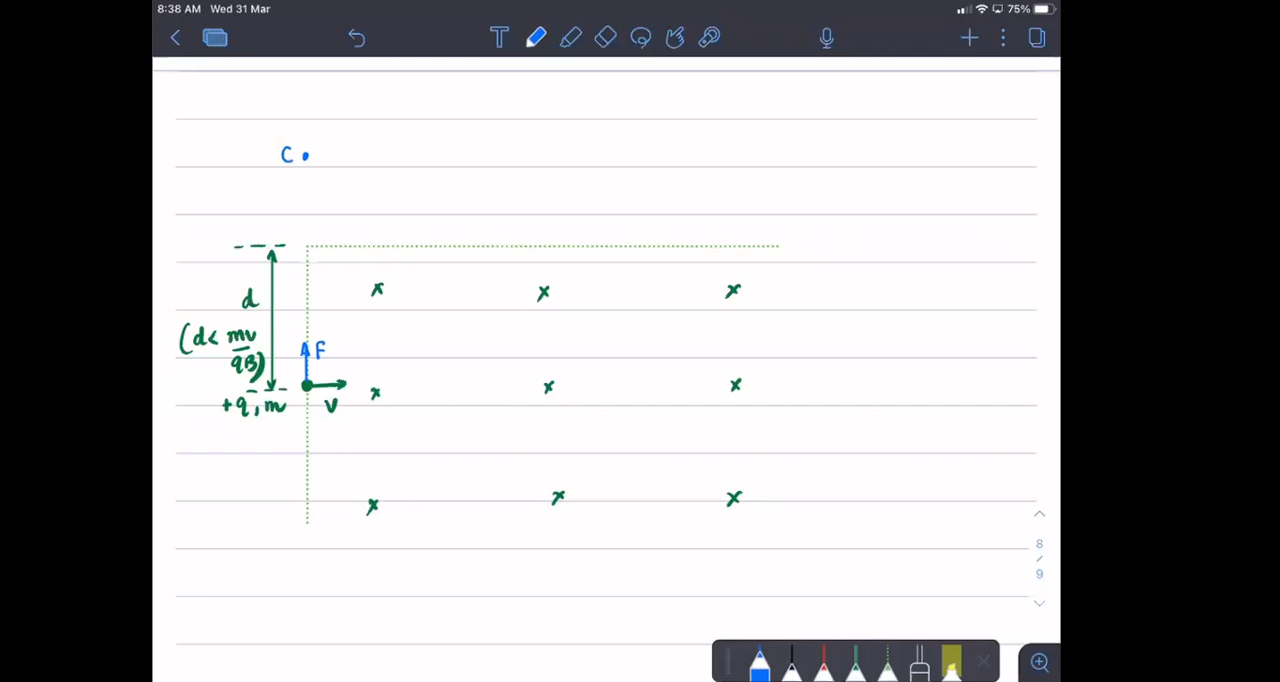 8:38 AM Wed 31 Mar
75%
T
C
d
(d< mv
qB)
F
+q, m
v
x x x
x x x
x x x
8
/
9